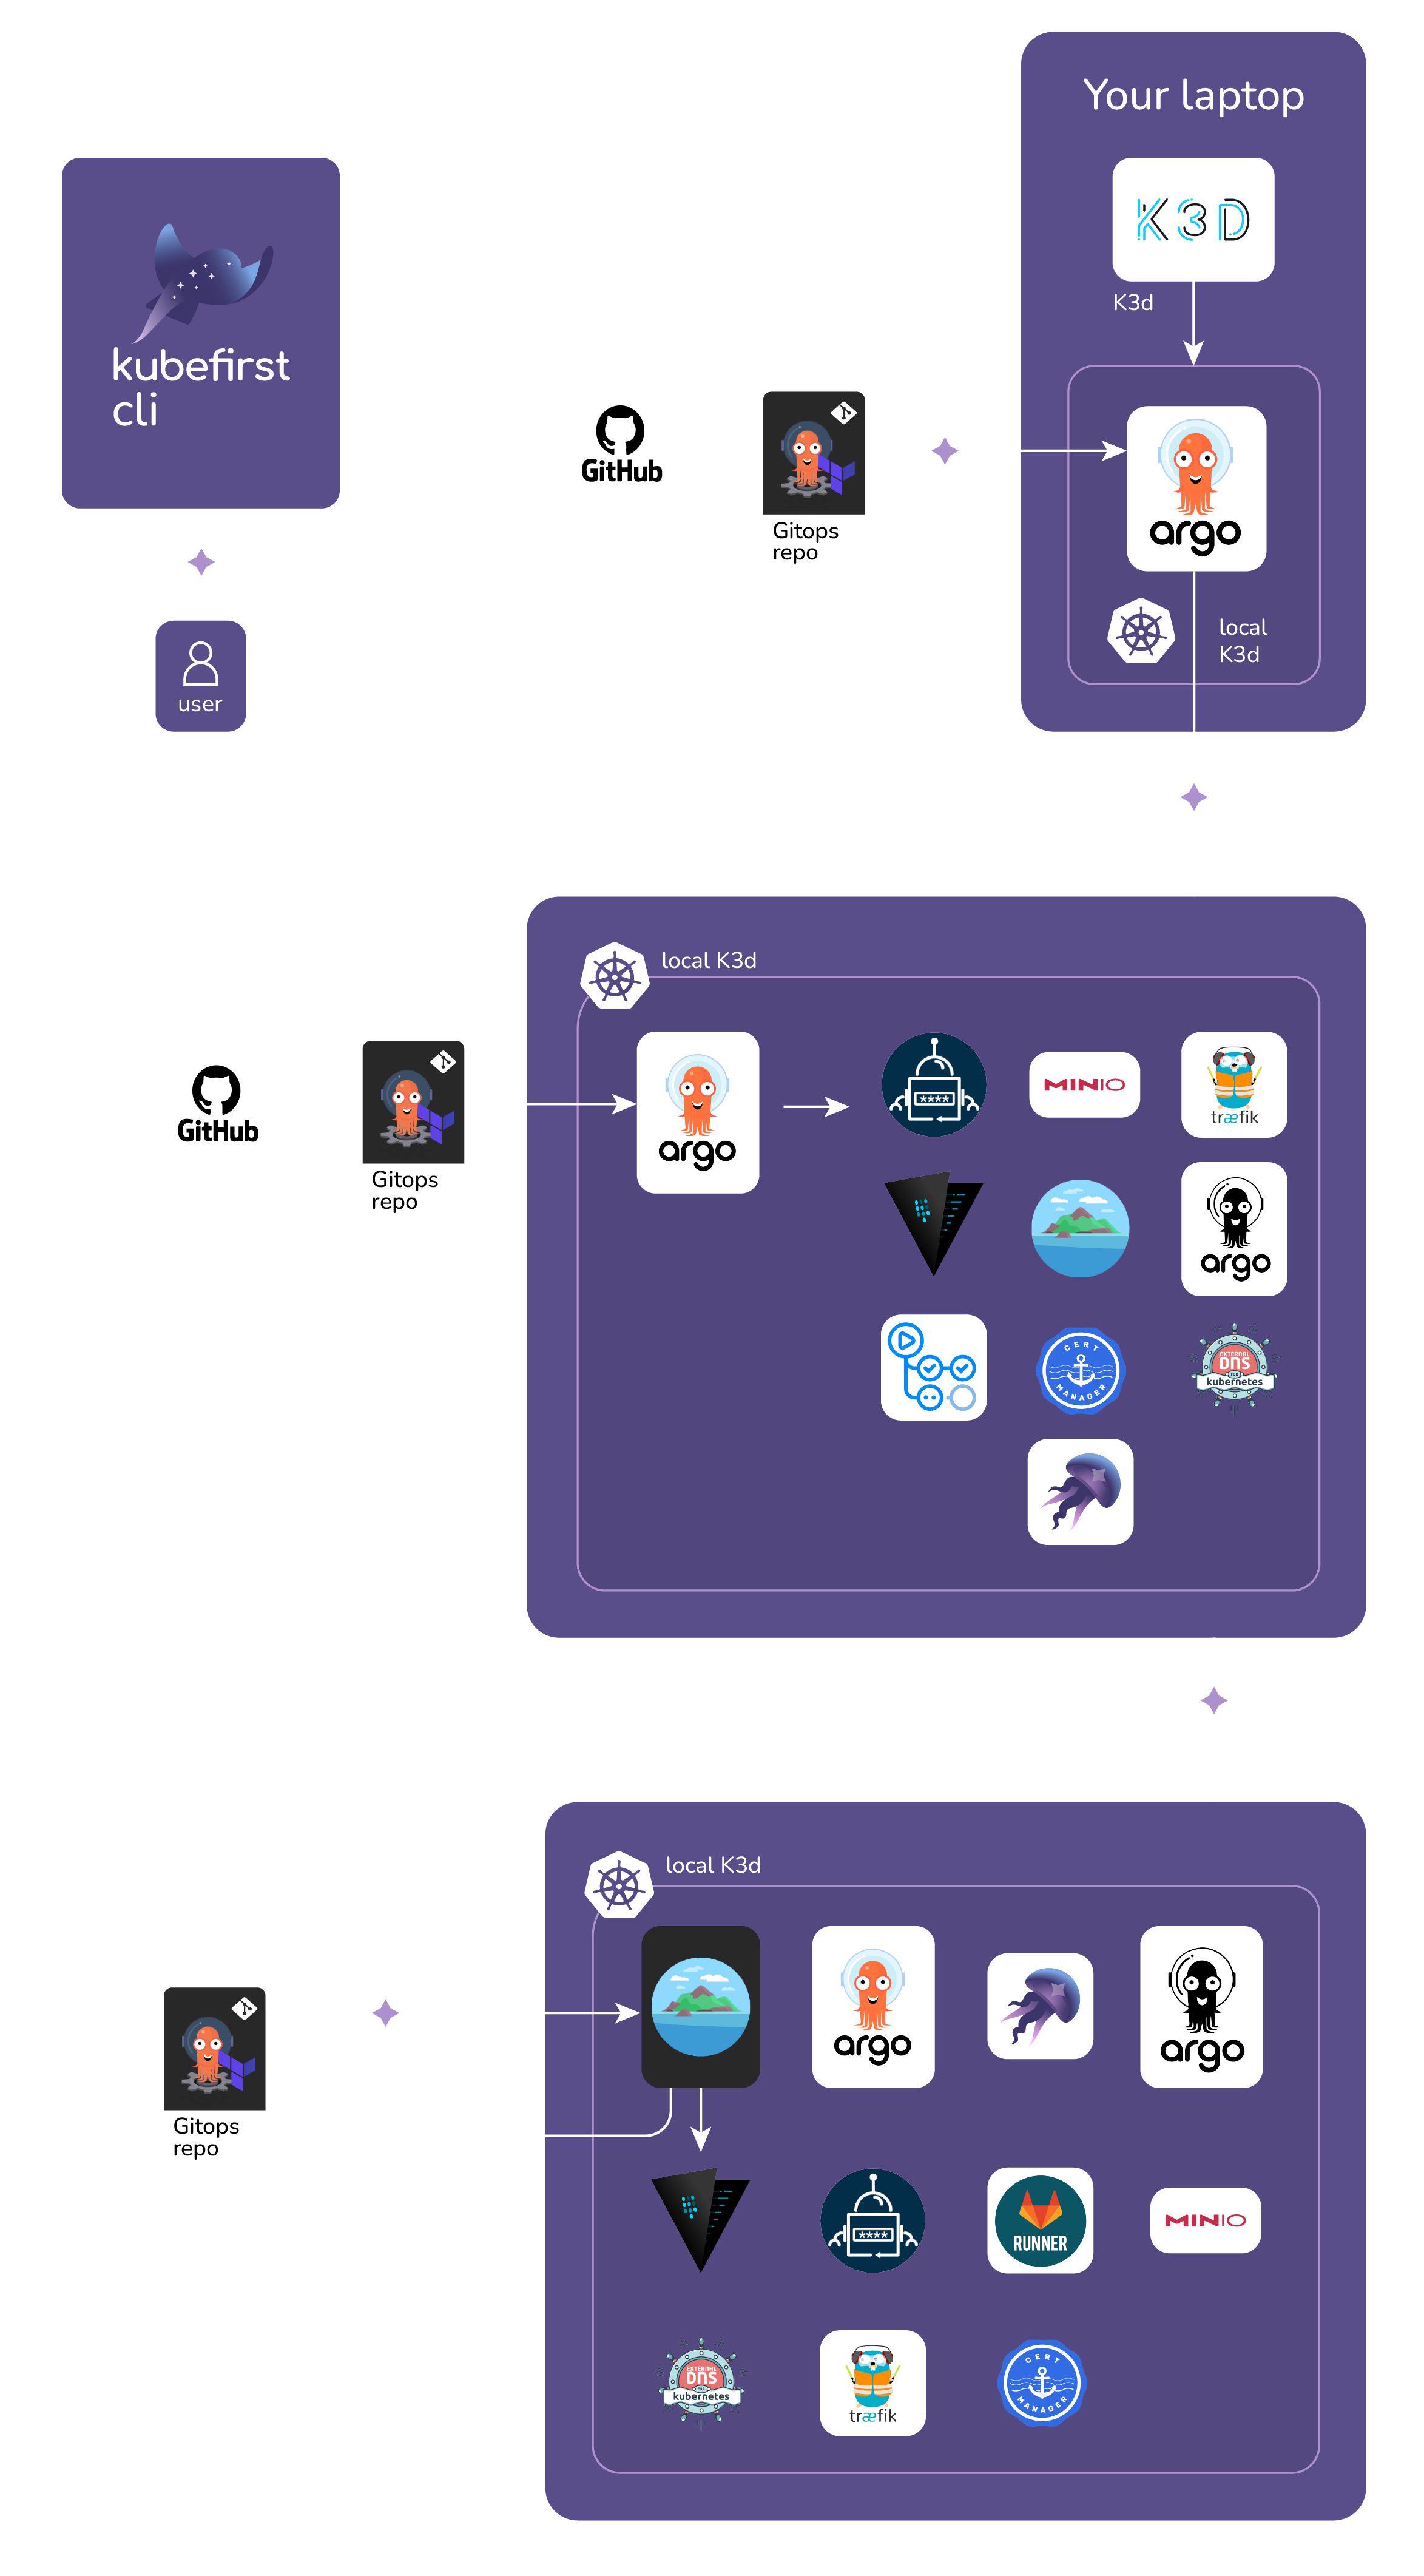 Your laptop
K3D
K3d
kubefirst
cli
GitHub
Gitops
repo
argo
local
K3d
user
local K3d
GitHub
Gitops
repo
argo
****
MINIO
træfik
argo
CERT
MANAGER
EXTERNAL
DNS
FOR
kubernetes
local K3d
Gitops
repo
argo
argo
****
RUNNER
MINIO
EXTERNAL
DNS
FOR
kubernetes
træfik
CERT
MANAGER